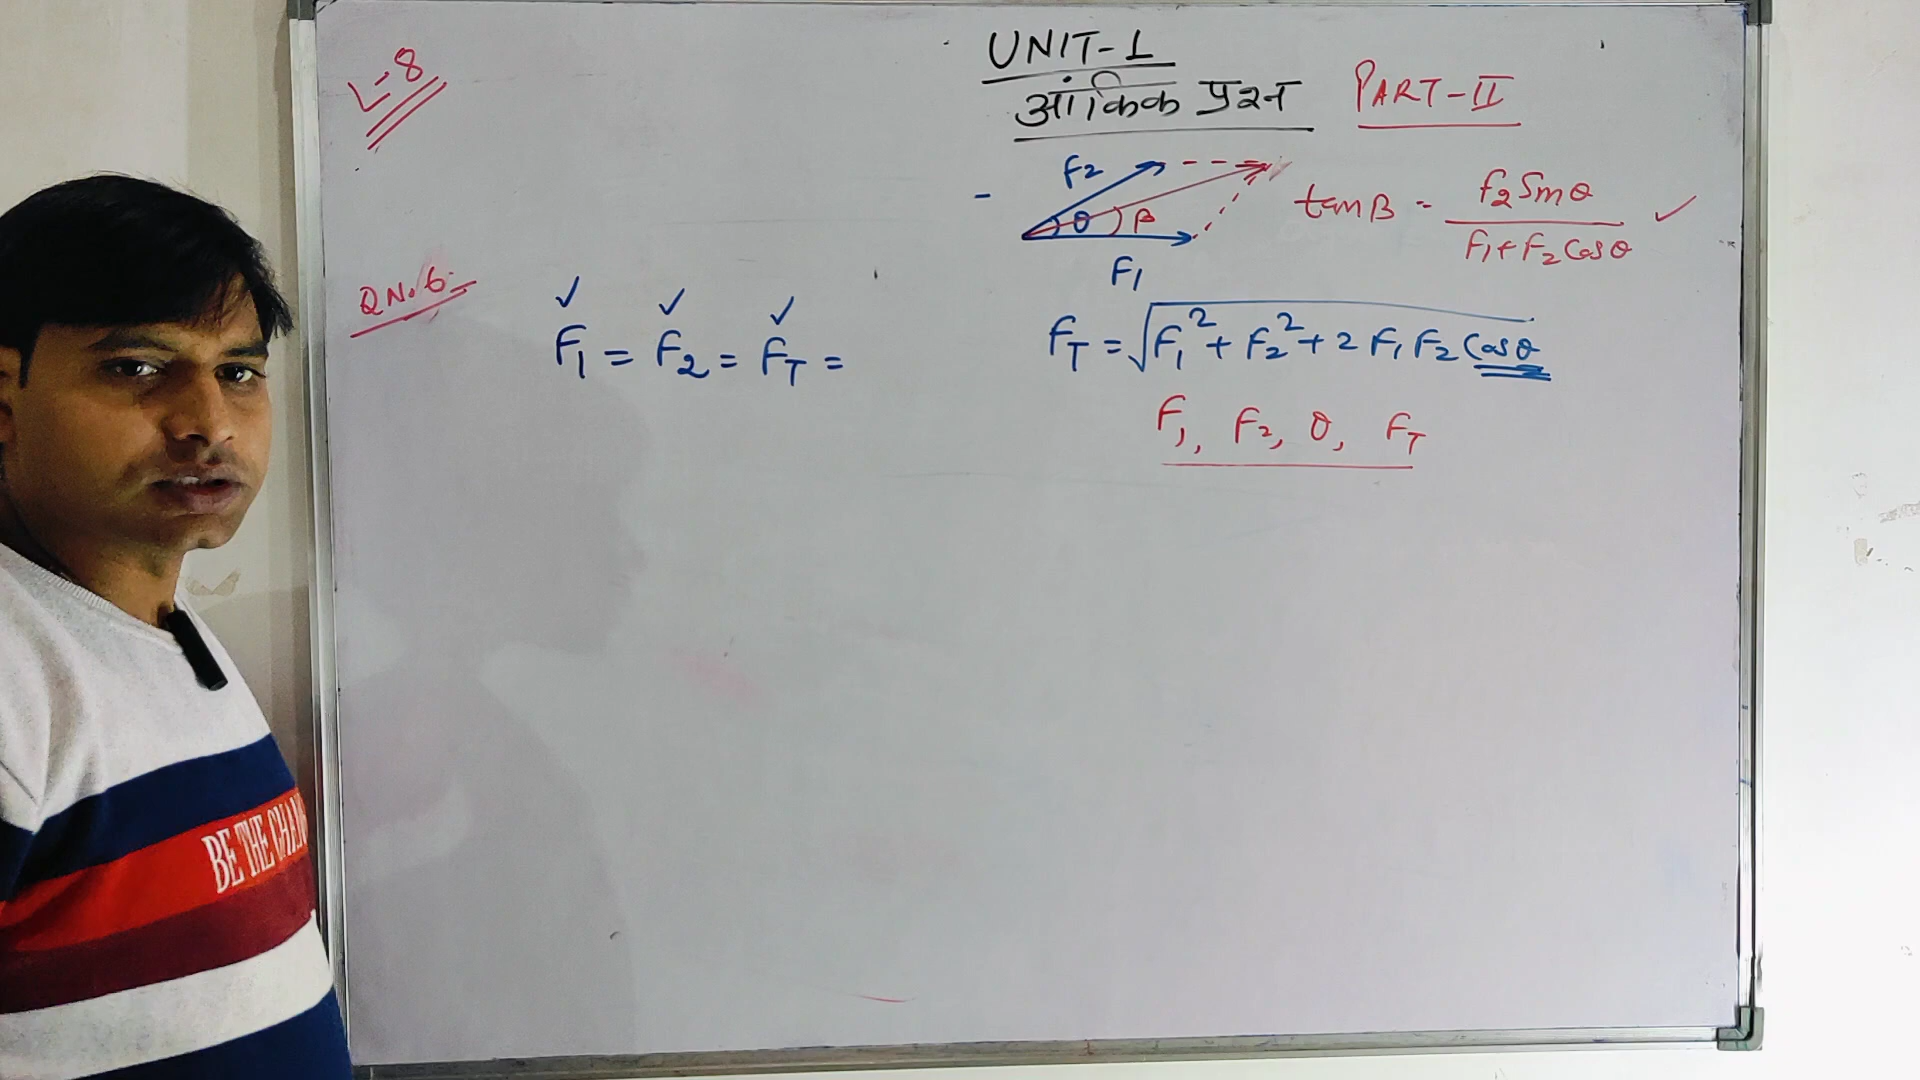 L-8
UNIT-1
आंकिक प्रश्न PART-II
F2
θ β
F1
tanβ = F2 Sinθ / F1+F2 Cosθ ✓
Q N. 6.
✓ ✓ ✓
F1 = F2 = FT =
FT = √F1² + F2² + 2 F1 F2 Cosθ
F1, F2, θ, FT
BE THE CHAN